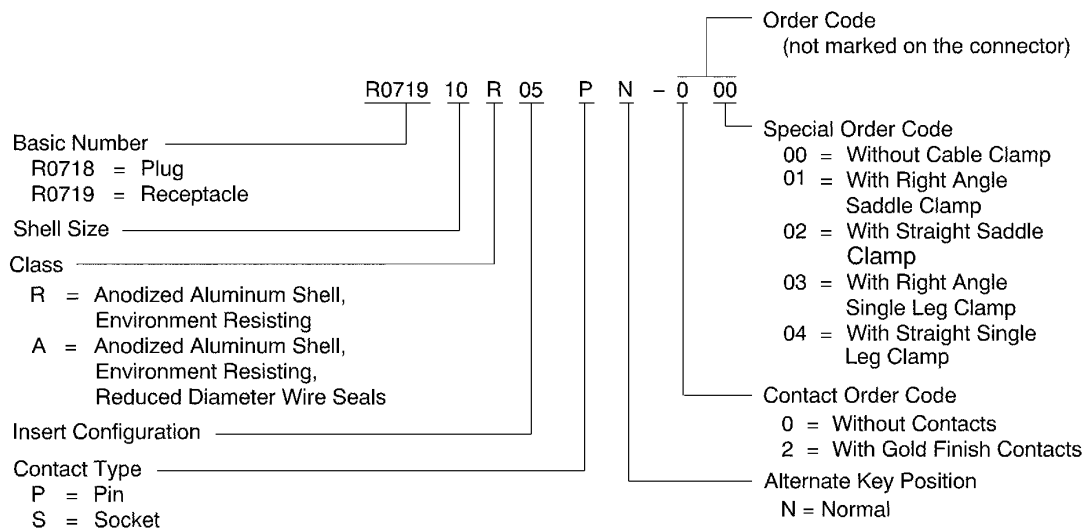 Order Code
(not marked on the connector)
R0719 10 R 05 P N – 0 00
Basic Number
R0718 = Plug
R0719 = Receptacle
Shell Size
Class
R = Anodized Aluminum Shell,
Environment Resisting
A = Anodized Aluminum Shell,
Environment Resisting,
Reduced Diameter Wire Seals
Insert Configuration
Contact Type
P = Pin
S = Socket
Special Order Code
00 = Without Cable Clamp
01 = With Right Angle
Saddle Clamp
02 = With Straight Saddle
Clamp
03 = With Right Angle
Single Leg Clamp
04 = With Straight Single
Leg Clamp
Contact Order Code
0 = Without Contacts
2 = With Gold Finish Contacts
Alternate Key Position
N = Normal